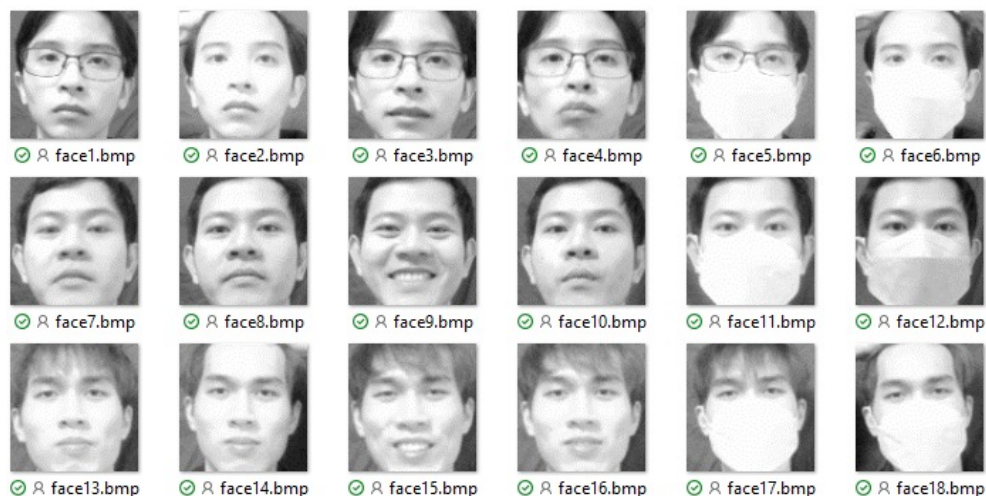 face1.bmp face2.bmp face3.bmp face4.bmp face5.bmp face6.bmp
face7.bmp face8.bmp face9.bmp face10.bmp face11.bmp face12.bmp
face13.bmp face14.bmp face15.bmp face16.bmp face17.bmp face18.bmp